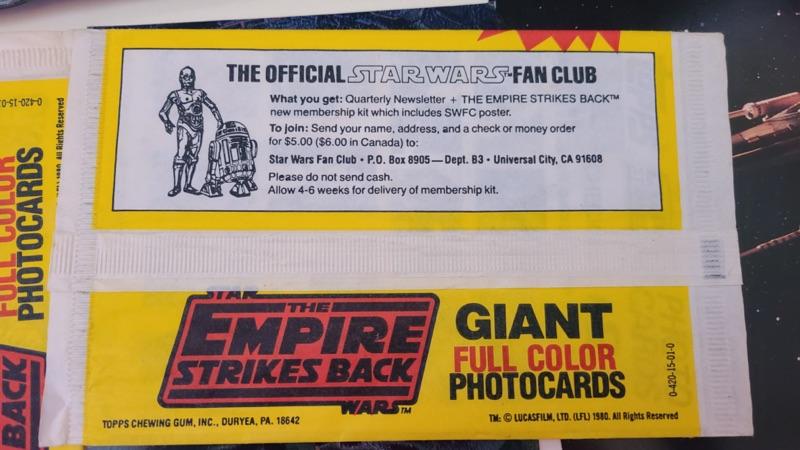 THE OFFICIAL STAR WARS-FAN CLUB
What you get: Quarterly Newsletter + THE EMPIRE STRIKES BACK™
new membership kit which includes SWFC poster.
To join: Send your name, address, and a check or money order
for $5.00 ($6.00 in Canada) to:
Star Wars Fan Club • P.O. Box 8905—Dept. B3 • Universal City, CA 91608
Please do not send cash.
Allow 4-6 weeks for delivery of membership kit.
STAR
THE
EMPIRE
STRIKES BACK
WARS™
GIANT
FULL COLOR
PHOTOCARDS
0-420-15-01-0
TOPPS CHEWING GUM, INC., DURYEA, PA. 18642
TM: © LUCASFILM, LTD. (LFL) 1980. All Rights Reserved
FULL COLOR
PHOTOCARDS
BACK
All Rights Reserved